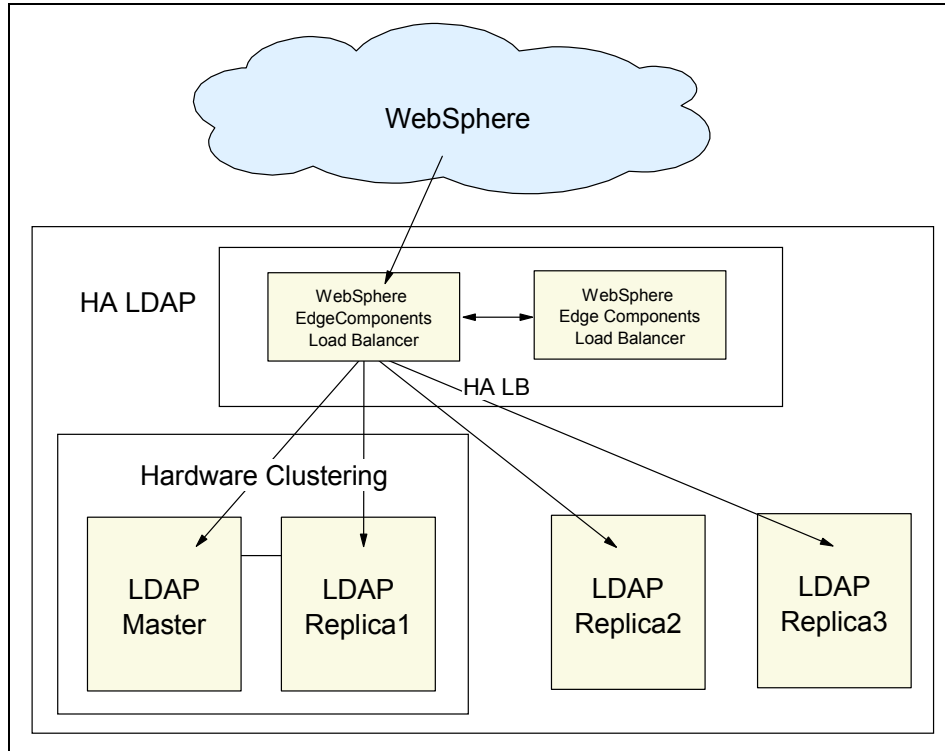 WebSphere
HA LDAP
WebSphere
EdgeComponents
Load Balancer
WebSphere
Edge Components
Load Balancer
HA LB
Hardware Clustering
LDAP
Master
LDAP
Replica1
LDAP
Replica2
LDAP
Replica3